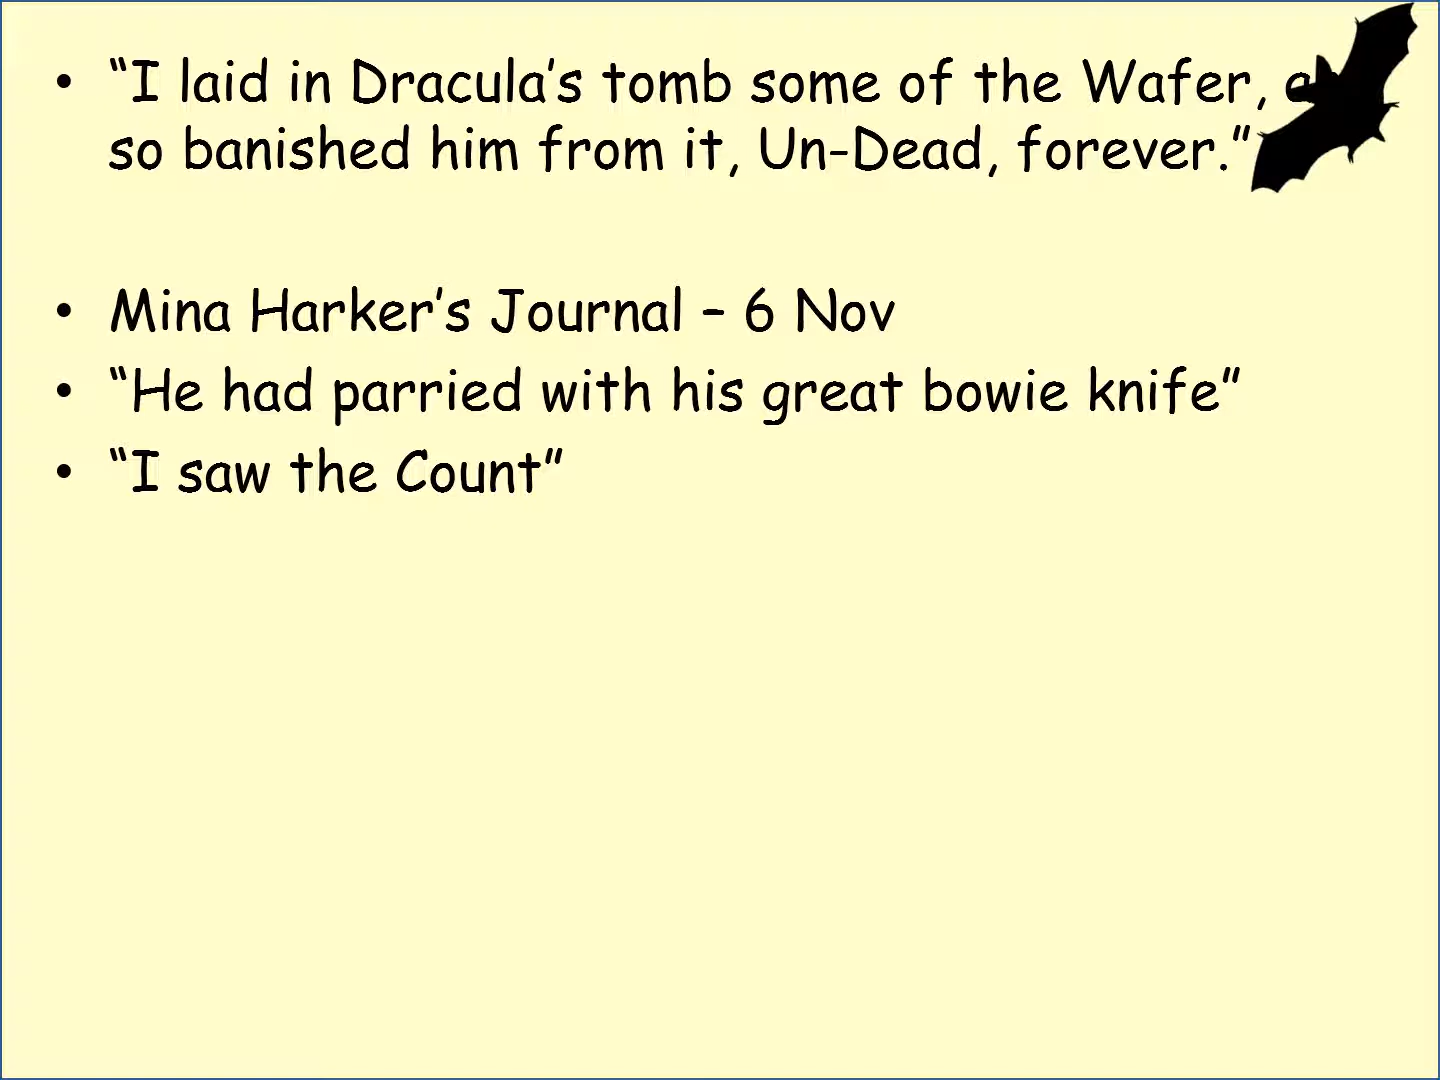 • “I laid in Dracula’s tomb some of the Wafer,
so banished him from it, Un-Dead, forever.”
• Mina Harker’s Journal – 6 Nov
• “He had parried with his great bowie knife”
• “I saw the Count”